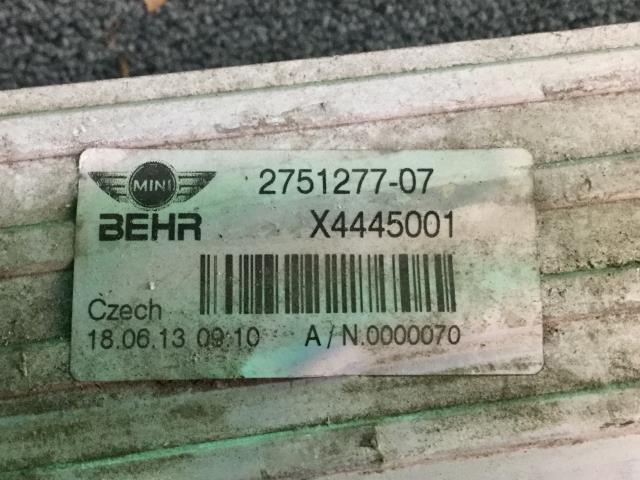 MINI 2751277-07
BEHR X4445001
Czech
18.06.13 09:10 A/N.0000070